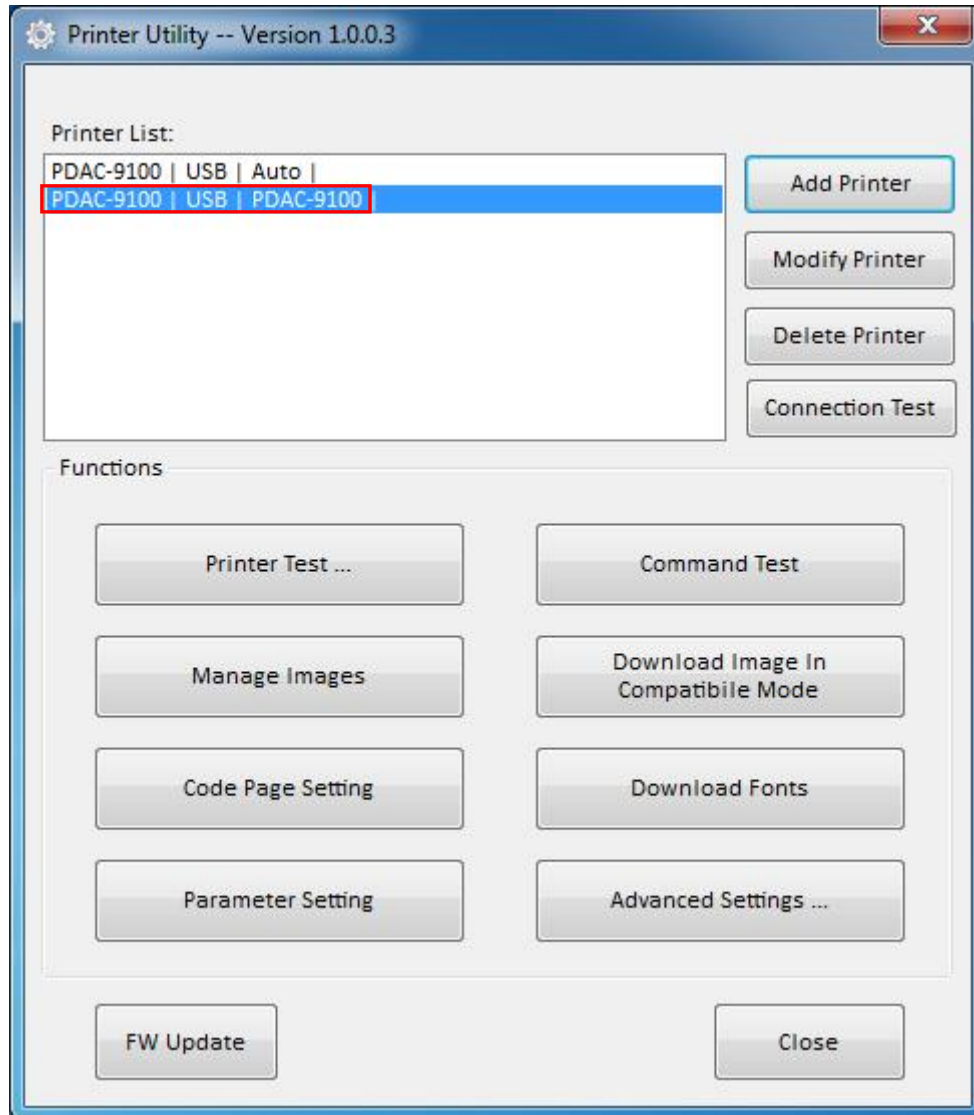 Printer Utility -- Version 1.0.0.3
Printer List:
PDAC-9100 | USB | Auto |
PDAC-9100 | USB | PDAC-9100 |
Add Printer
Modify Printer
Delete Printer
Connection Test
Functions
Printer Test ...
Command Test
Manage Images
Download Image In
Compatibile Mode
Code Page Setting
Download Fonts
Parameter Setting
Advanced Settings ...
FW Update
Close